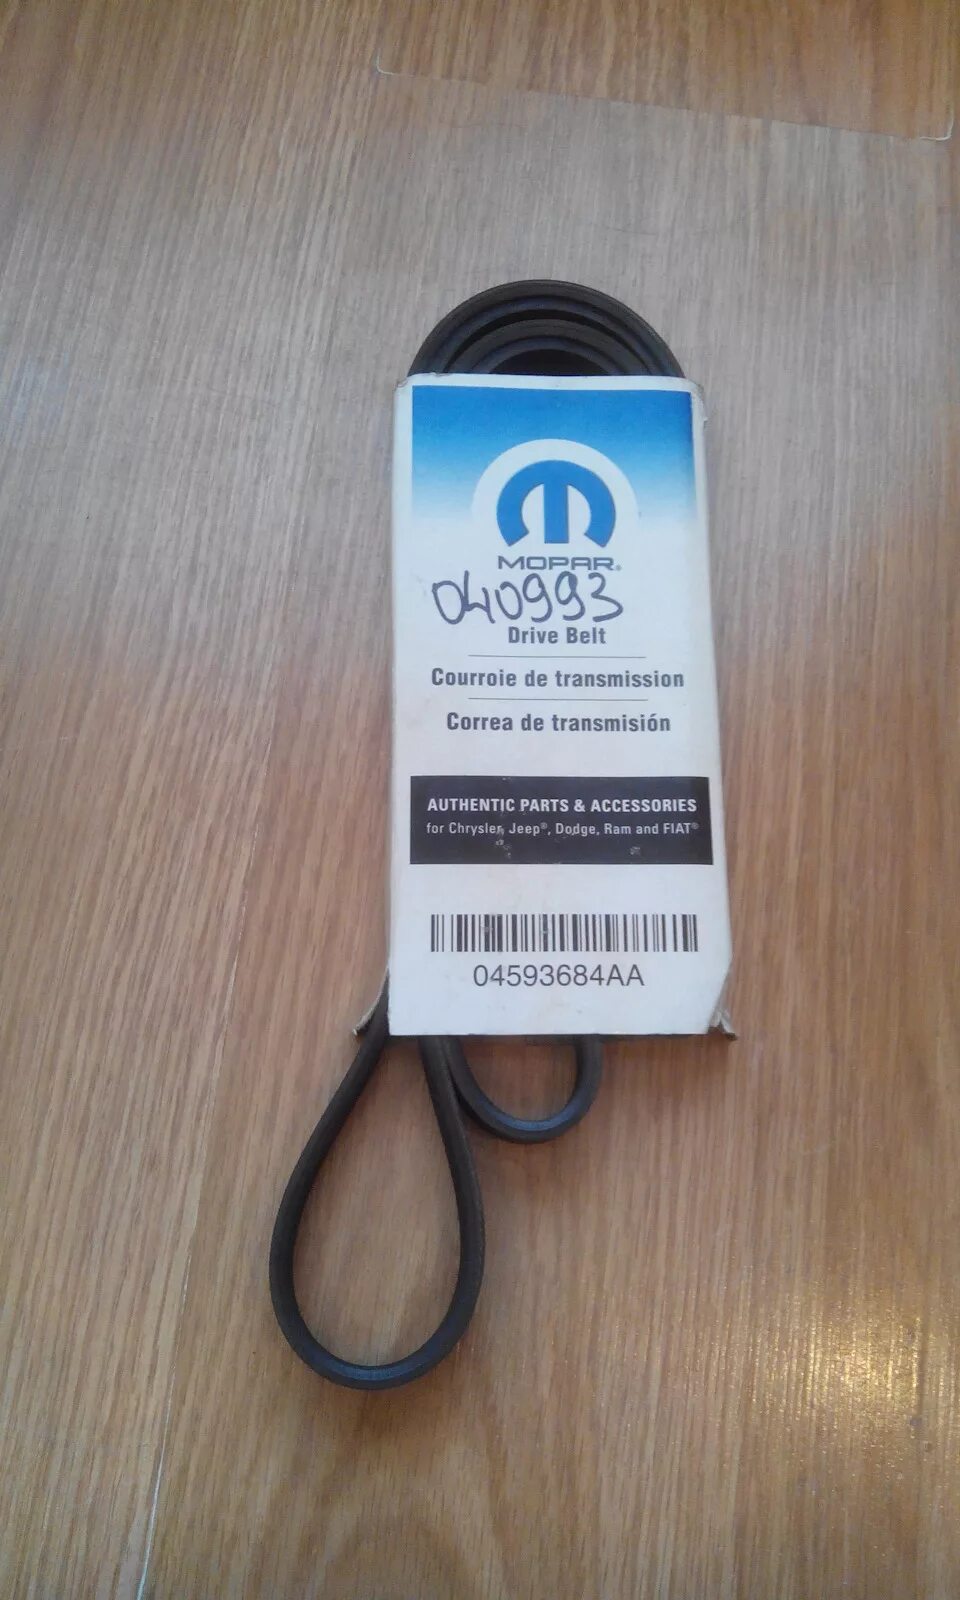 MOPAR®
040993
Drive Belt
Courroie de transmission
Correa de transmisión
AUTHENTIC PARTS & ACCESSORIES
for Chrysler, Jeep®, Dodge, Ram and FIAT®
04593684AA